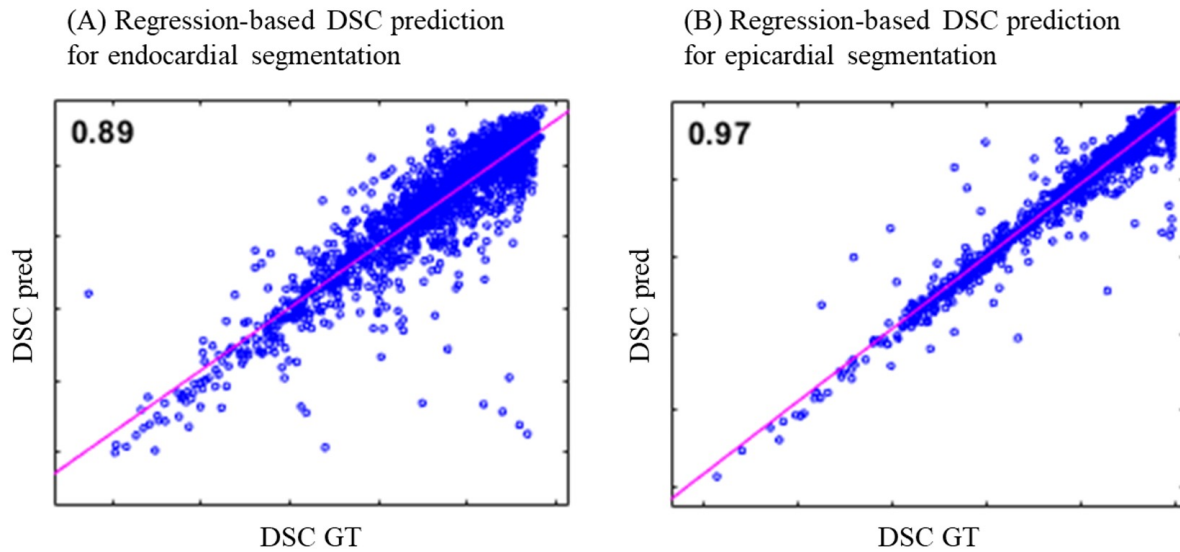 (A) Regression-based DSC prediction
for endocardial segmentation
0.89
DSC pred
DSC GT
(B) Regression-based DSC prediction
for epicardial segmentation
0.97
DSC pred
DSC GT